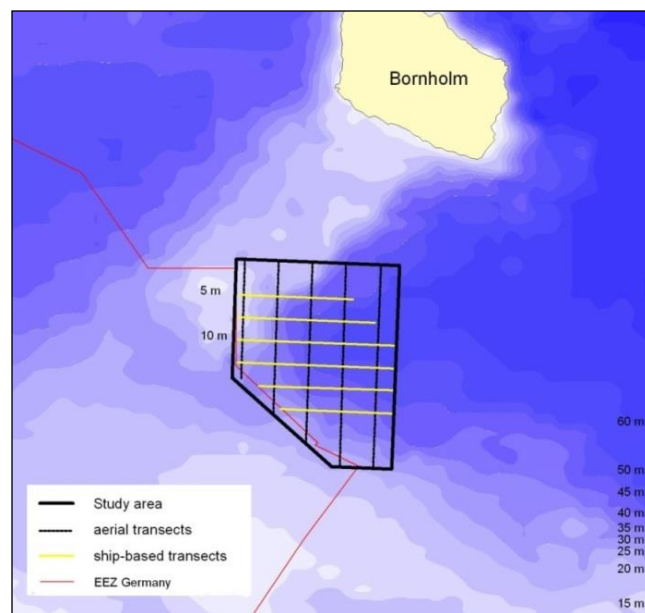 Bornholm
5 m
10 m
60 m
50 m
45 m
40 m
35 m
30 m
25 m
20 m
15 m
Study area
aerial transects
ship-based transects
EEZ Germany